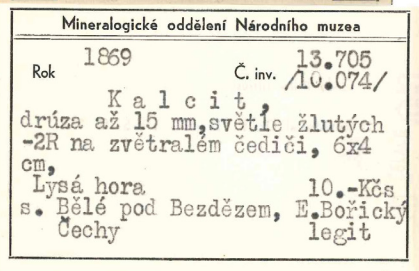 Mineralogické oddělení Národního muzea
Rok 1869 Č. inv. 13.705
/10.074/
K a l c i t ,
drúza až 15 mm,světle žlutých
-2R na zvětralém čediči, 6x4
cm,
Lysá hora 10.-Kčs
s. Bělé pod Bezdězem, E.Bořický
Čechy legit